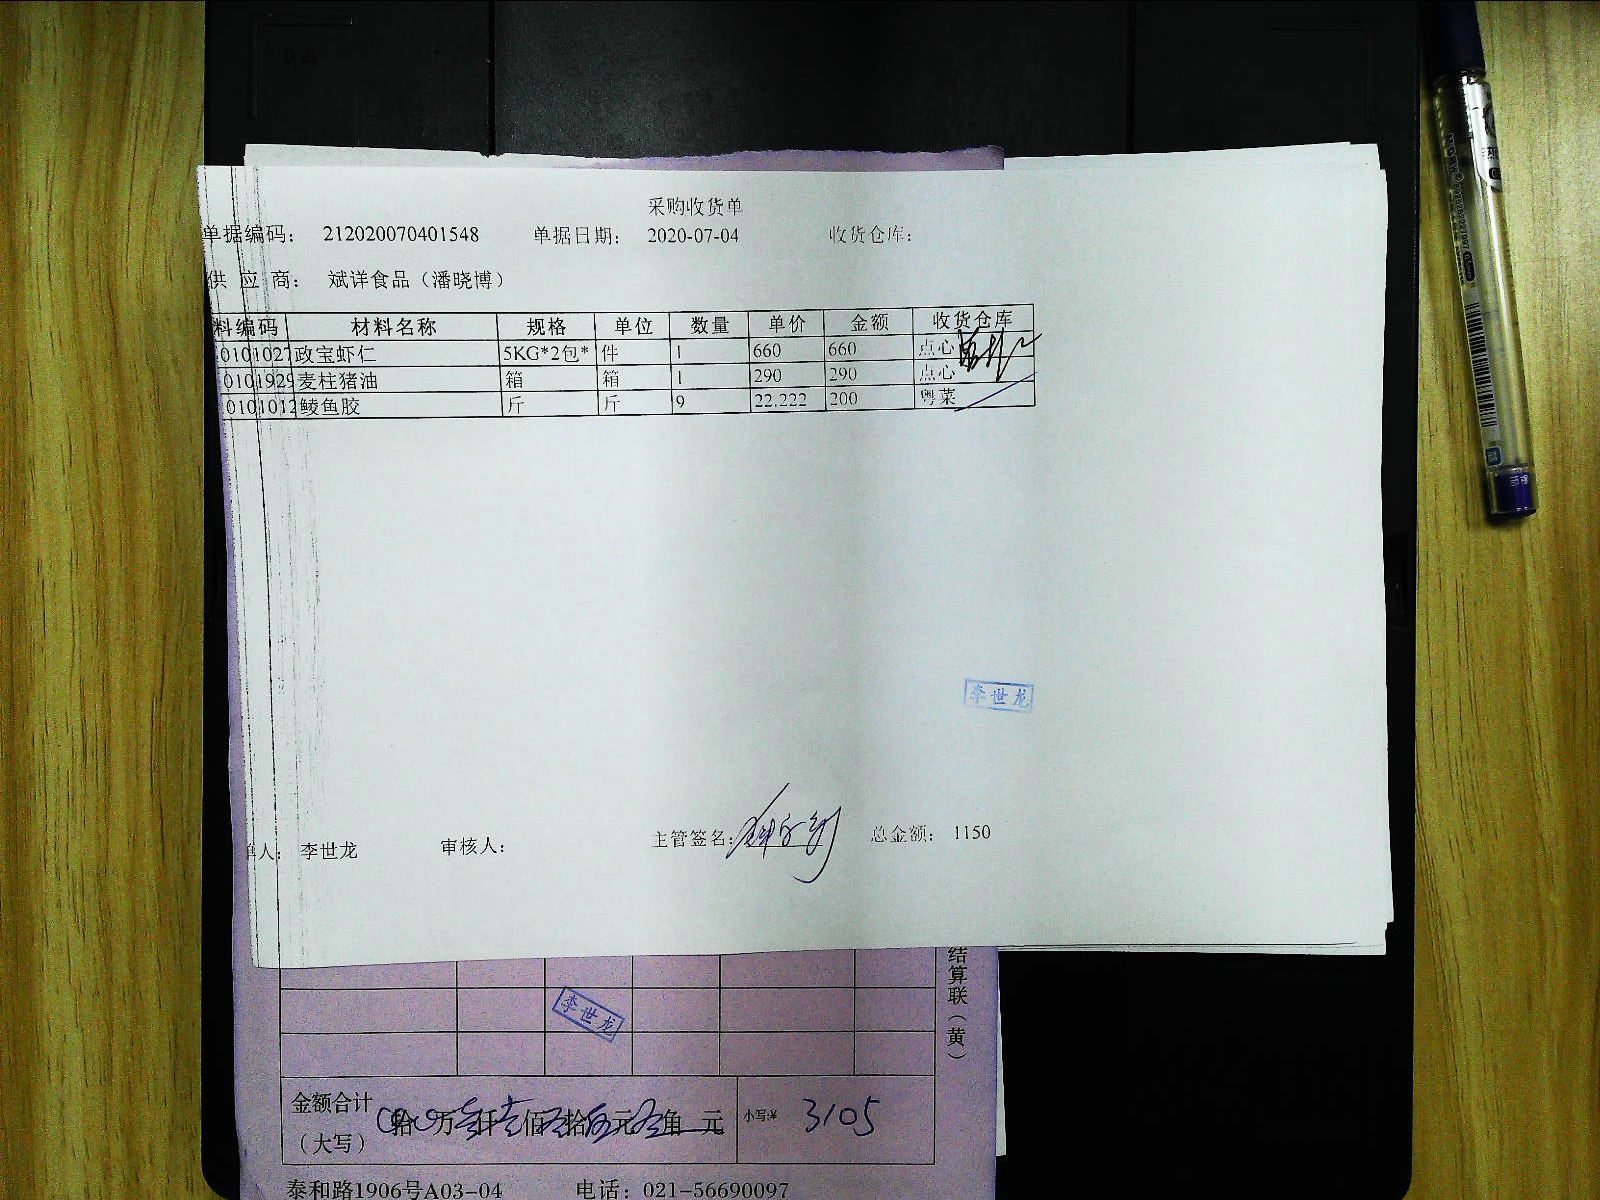 采购收货单
单据编码： 212020070401548 单据日期： 2020-07-04 收货仓库：
供 应 商： 斌详食品（潘晓博）
料编码 材料名称 规格 单位 数量 单价 金额 收货仓库
0101027 政宝虾仁 5KG*2包* 件 1 660 660 点心
0101929 麦柱猪油 箱 箱 1 290 290 点心
0101012 鲮鱼胶 斤 斤 9 22.222 200 粤菜
李世龙
人： 李世龙 审核人： 主管签名： 总金额： 1150
结算联（黄）
李世龙
金额合计
（大写）
拾 万 仟 佰 拾 元 角 元 小写:¥ 3105
泰和路1906号A03-04 电话：021-56690097